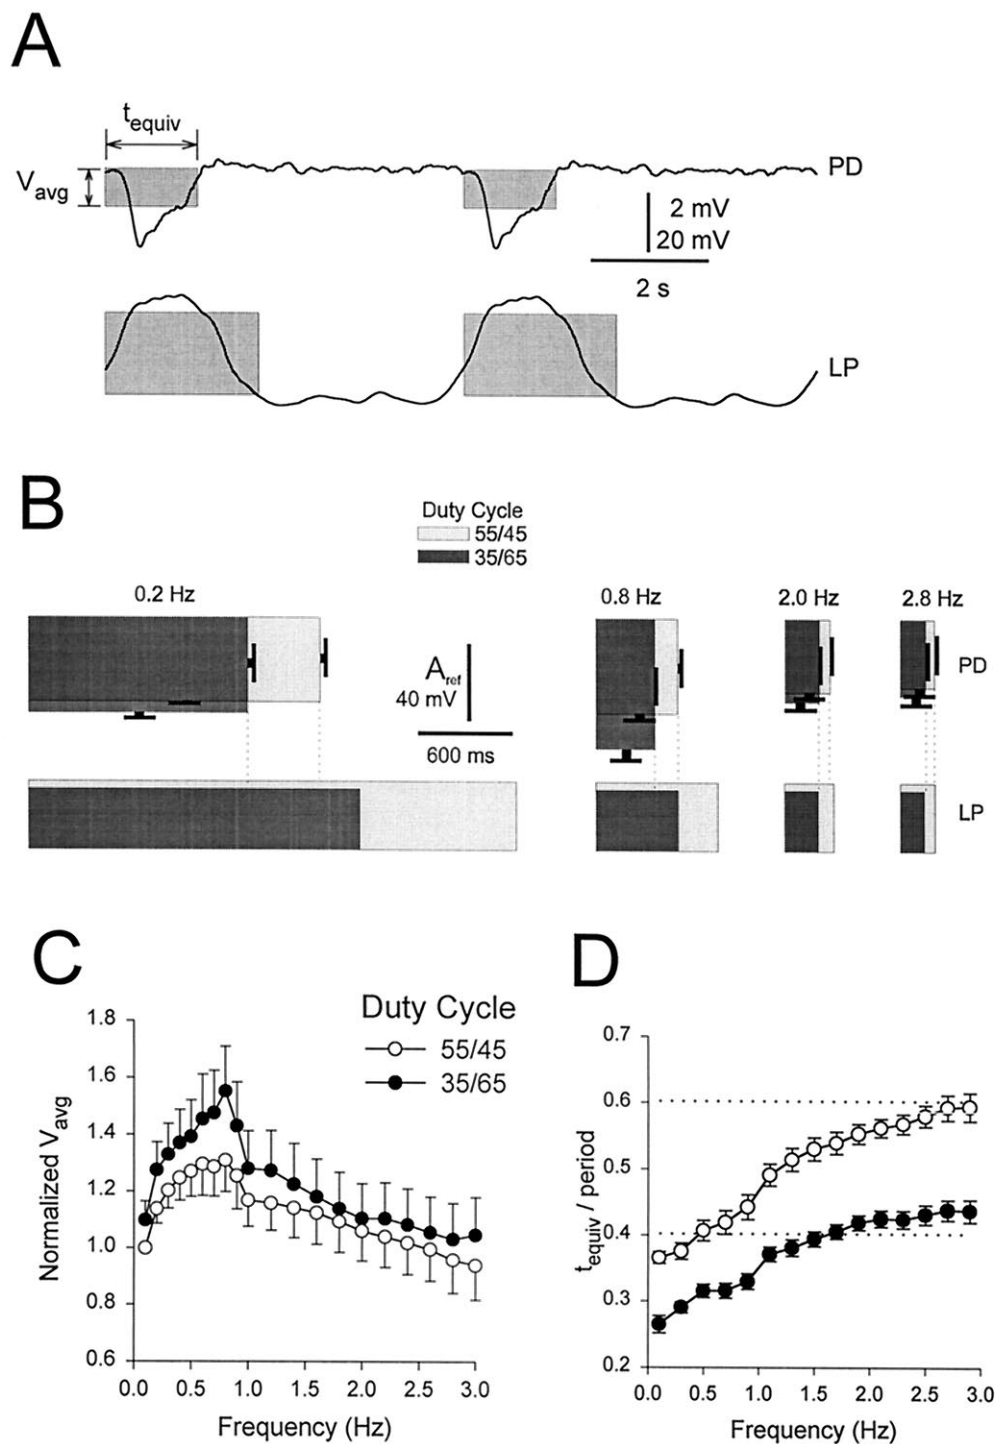 A
t equiv
V avg
PD
2 mV
20 mV
2 s
LP
B
Duty Cycle
55/45
35/65
0.2 Hz
0.8 Hz
2.0 Hz
2.8 Hz
A ref
40 mV
600 ms
PD
LP
C
Duty Cycle
55/45
35/65
Normalized V avg
1.8
1.6
1.4
1.2
1.0
0.8
0.6
0.0 0.5 1.0 1.5 2.0 2.5 3.0
Frequency (Hz)
D
t equiv / period
0.7
0.6
0.5
0.4
0.3
0.2
0.0 0.5 1.0 1.5 2.0 2.5 3.0
Frequency (Hz)